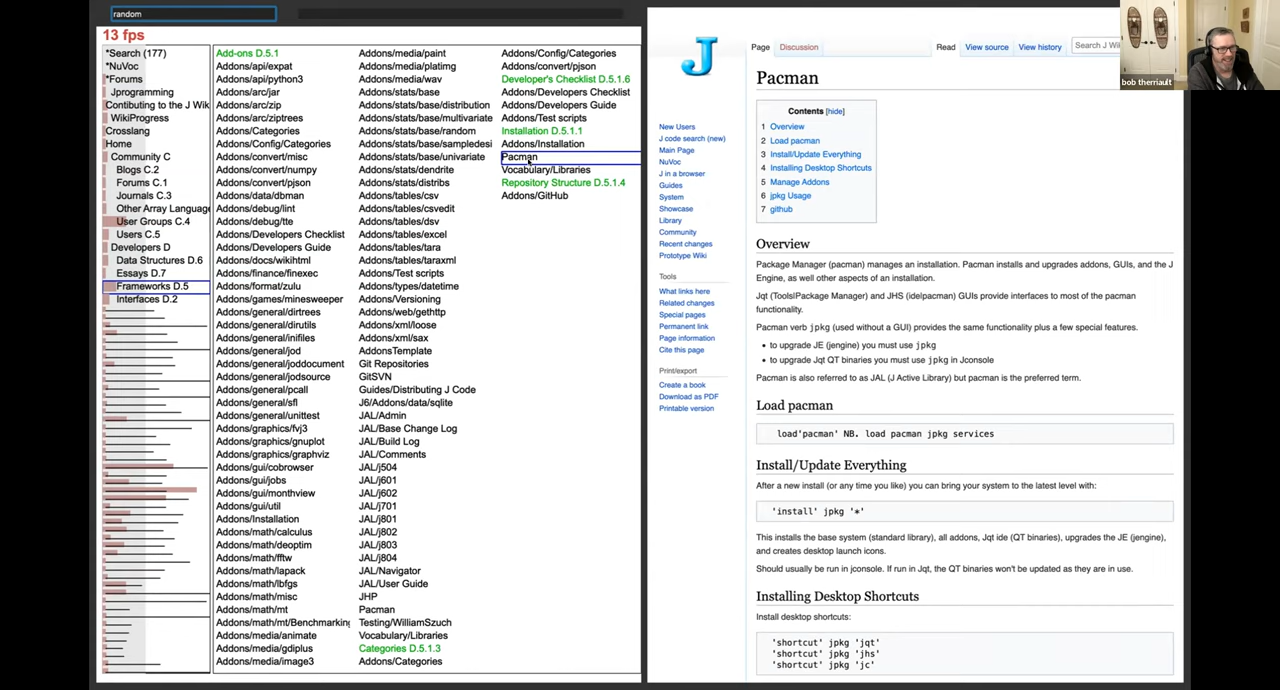 random
13 fps
*Search (177)
*NuVoc
*Forums
Jprogramming
Contibuting to the J Wik
WikiProgress
Crosslang
Home
Community C
Blogs C.2
Forums C.1
Journals C.3
Other Array Language
User Groups C.4
Users C.5
Developers D
Data Structures D.6
Essays D.7
Frameworks D.5
Interfaces D.2
Add-ons D.5.1
Addons/api/expat
Addons/api/python3
Addons/arc/jar
Addons/arc/zip
Addons/arc/ziptrees
Addons/Categories
Addons/Config/Categories
Addons/convert/misc
Addons/convert/numpy
Addons/convert/pjson
Addons/data/dbman
Addons/debug/lint
Addons/debug/tte
Addons/Developers Checklist
Addons/Developers Guide
Addons/docs/wikihtml
Addons/finance/finexec
Addons/format/zulu
Addons/games/minesweeper
Addons/general/dirtrees
Addons/general/dirutils
Addons/general/inifiles
Addons/general/jod
Addons/general/joddocument
Addons/general/jodsource
Addons/general/pcall
Addons/general/sfl
Addons/general/unittest
Addons/graphics/fvj3
Addons/graphics/gnuplot
Addons/graphics/graphviz
Addons/gui/cobrowser
Addons/gui/jobs
Addons/gui/monthview
Addons/gui/util
Addons/Installation
Addons/math/calculus
Addons/math/deoptim
Addons/math/fftw
Addons/math/lapack
Addons/math/lbfgs
Addons/math/misc
Addons/math/mt
Addons/math/mt/Benchmarking
Addons/media/animate
Addons/media/gdiplus
Addons/media/image3
Addons/media/paint
Addons/media/platimg
Addons/media/wav
Addons/stats/base
Addons/stats/base/distribution
Addons/stats/base/multivariate
Addons/stats/base/random
Addons/stats/base/sampledesi
Addons/stats/base/univariate
Addons/stats/dendrite
Addons/stats/distribs
Addons/tables/csv
Addons/tables/csvedit
Addons/tables/dsv
Addons/tables/excel
Addons/tables/tara
Addons/tables/taraxml
Addons/Test scripts
Addons/types/datetime
Addons/Versioning
Addons/web/gethttp
Addons/xml/loose
Addons/xml/sax
AddonsTemplate
Git Repositories
GitSVN
Guides/Distributing J Code
J6/Addons/data/sqlite
JAL/Admin
JAL/Base Change Log
JAL/Build Log
JAL/Comments
JAL/j504
JAL/j601
JAL/j602
JAL/j701
JAL/j801
JAL/j802
JAL/j803
JAL/j804
JAL/Navigator
JAL/User Guide
JHP
Pacman
Testing/WilliamSzuch
Vocabulary/Libraries
Categories D.5.1.3
Addons/Categories
Addons/Config/Categories
Addons/convert/pjson
Developer's Checklist D.5.1.6
Addons/Developers Checklist
Addons/Developers Guide
Addons/Test scripts
Installation D.5.1.1
Addons/Installation
Pacman
Vocabulary/Libraries
Repository Structure D.5.1.4
Addons/GitHub
J
New Users
J code search (new)
Main Page
NuVoc
J in a browser
Guides
System
Showcase
Library
Community
Recent changes
Prototype Wiki
Tools
What links here
Related changes
Special pages
Permanent link
Page information
Cite this page
Print/export
Create a book
Download as PDF
Printable version
Page Discussion Read View source View history Search J Wi
Pacman
Contents [hide]
1 Overview
2 Load pacman
3 Install/Update Everything
4 Installing Desktop Shortcuts
5 Manage Addons
6 jpkg Usage
7 github
Overview
Package Manager (pacman) manages an installation. Pacman installs and upgrades addons, GUIs, and the J
Engine, as well other aspects of an installation.
Jqt (Tools|Package Manager) and JHS (ide|pacman) GUIs provide interfaces to most of the pacman
functionality.
Pacman verb jpkg (used without a GUI) provides the same functionality plus a few special features.
• to upgrade JE (jengine) you must use jpkg
• to upgrade Jqt QT binaries you must use jpkg in Jconsole
Pacman is also referred to as JAL (J Active Library) but pacman is the preferred term.
Load pacman
load'pacman' NB. load pacman jpkg services
Install/Update Everything
After a new install (or any time you like) you can bring your system to the latest level with:
'install' jpkg '*'
This installs the base system (standard library), all addons, Jqt ide (QT binaries), upgrades the JE (jengine),
and creates desktop launch icons.
Should usually be run in jconsole. If run in Jqt, the QT binaries won't be updated as they are in use.
Installing Desktop Shortcuts
Install desktop shortcuts:
'shortcut' jpkg 'jqt'
'shortcut' jpkg 'jhs'
'shortcut' jpkg 'jc'
bob therriault